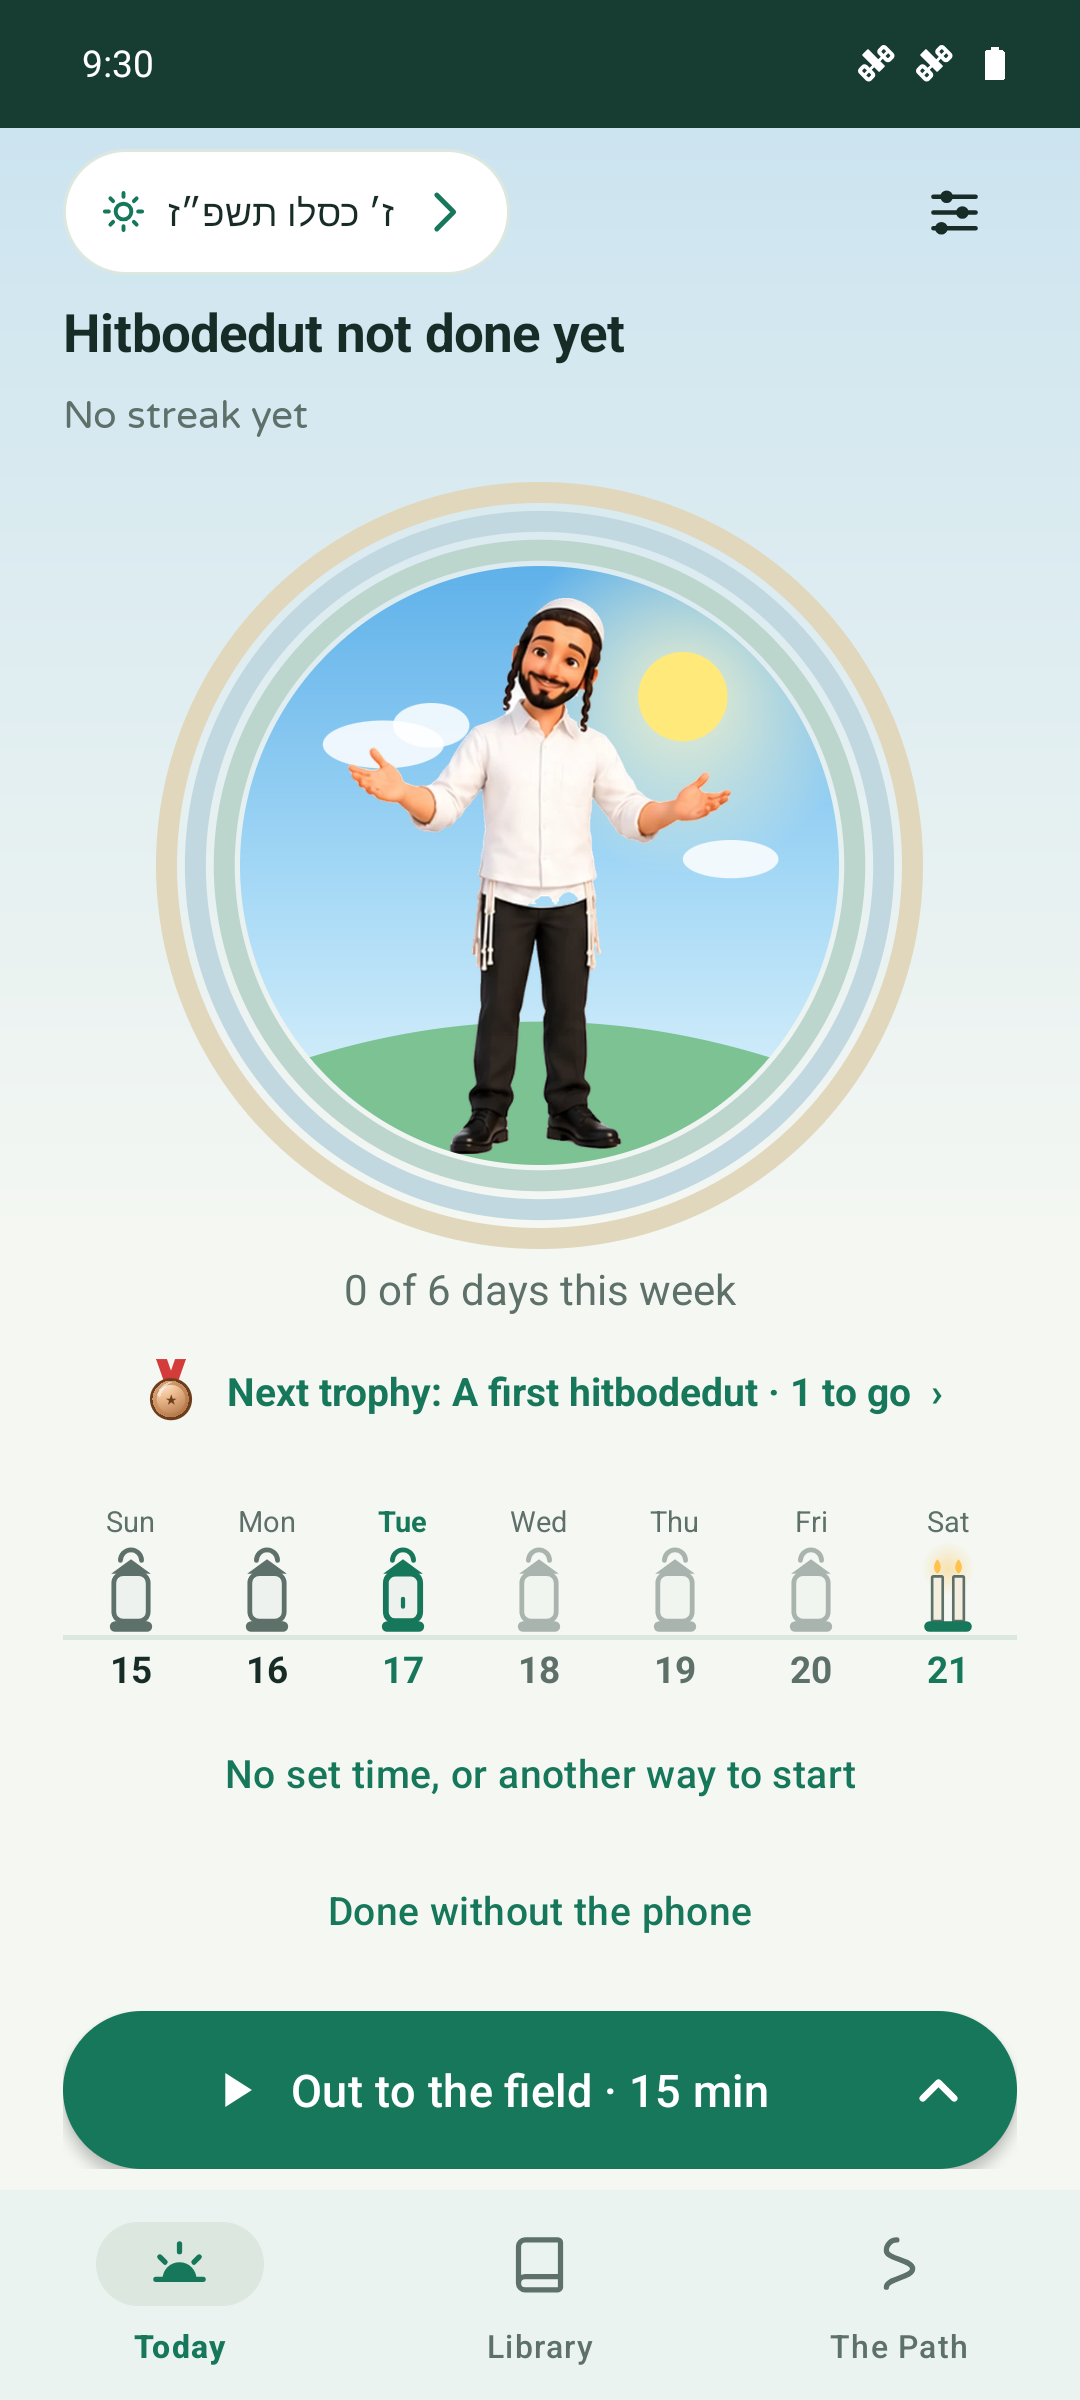 9:30
ז׳ כסלו תשפ״ז
Hitbodedut not done yet
No streak yet
0 of 6 days this week
Next trophy: A first hitbodedut · 1 to go ›
Sun Mon Tue Wed Thu Fri Sat
15 16 17 18 19 20 21
No set time, or another way to start
Done without the phone
Out to the field · 15 min
Today Library The Path